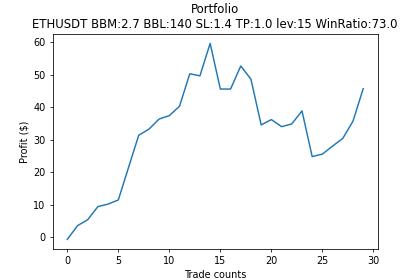 Portfolio
ETHUSDT BBM:2.7 BBL:140 SL:1.4 TP:1.0 lev:15 WinRatio:73.0
60
50
40
30
20
10
0
Profit ($)
0 5 10 15 20 25 30
Trade counts